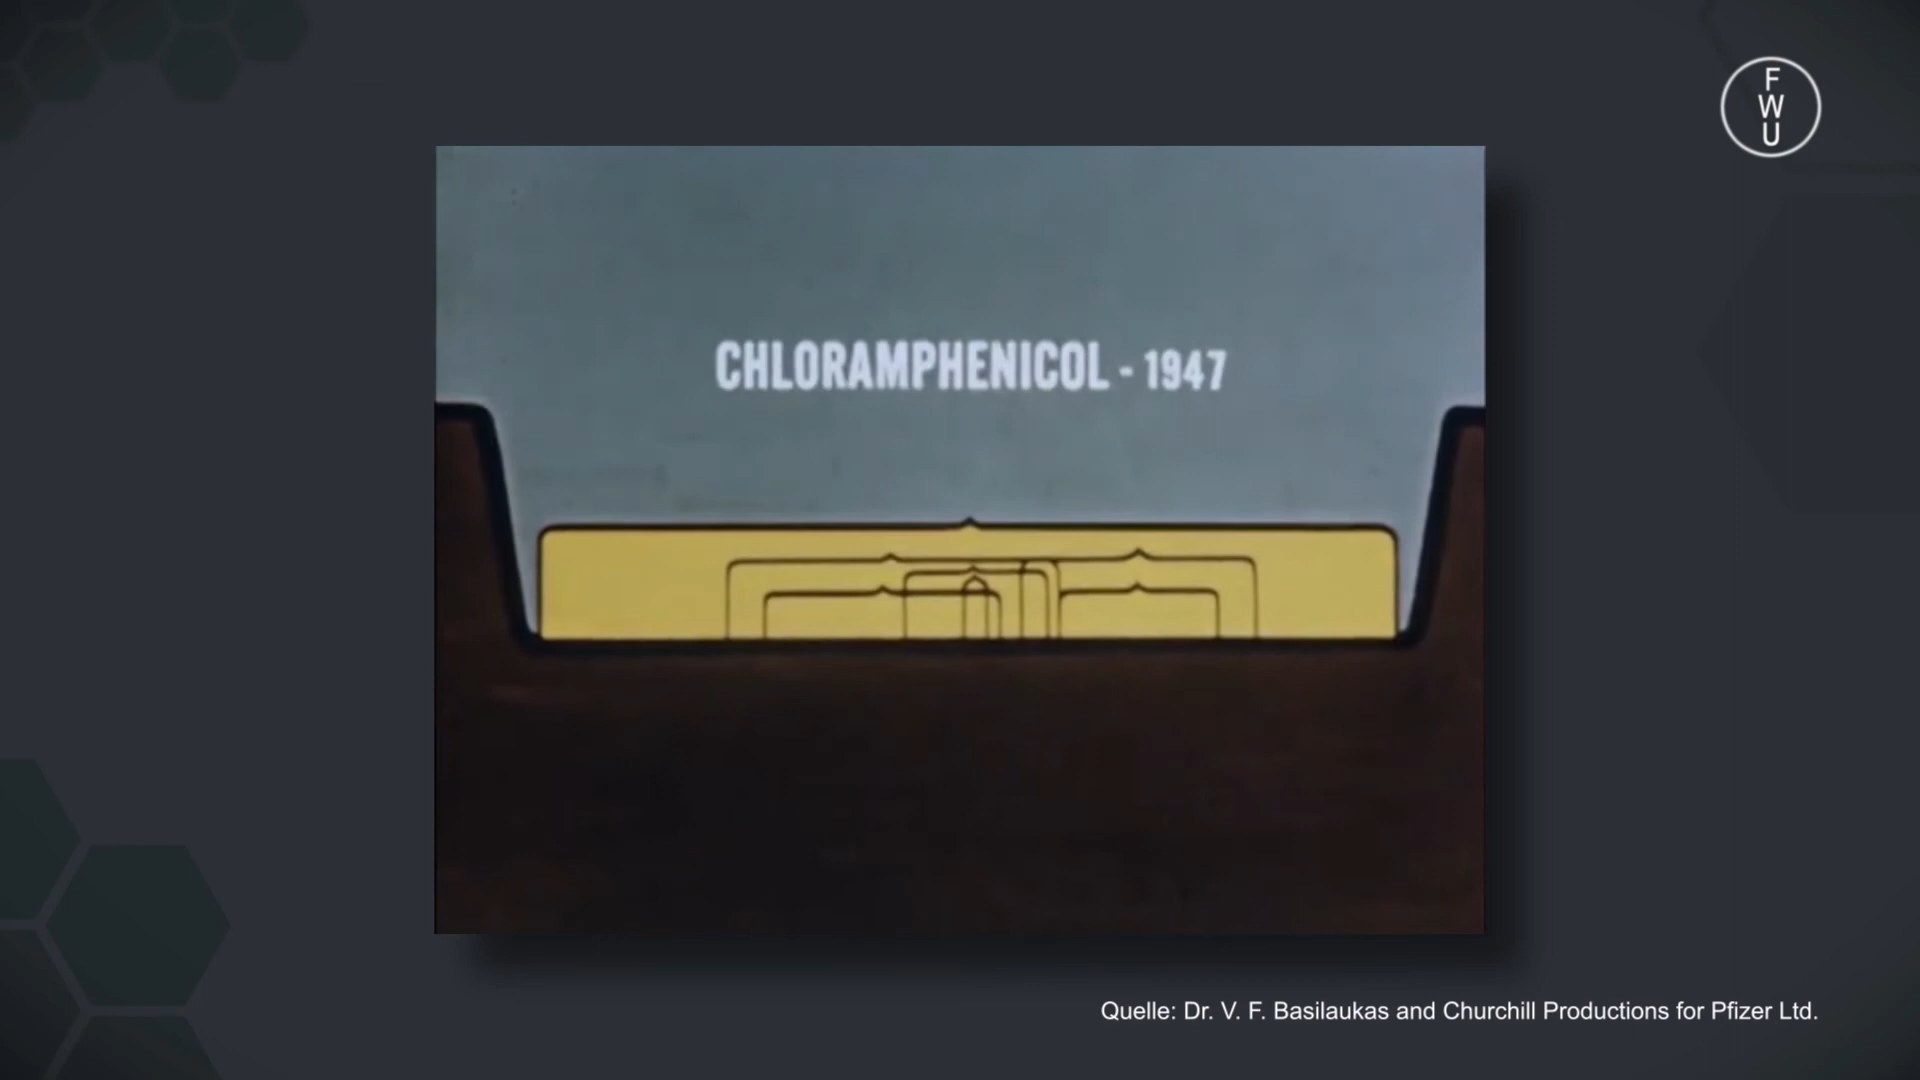 F
W
U
CHLORAMPHENICOL - 1947
Quelle: Dr. V. F. Basilaukas and Churchill Productions for Pfizer Ltd.